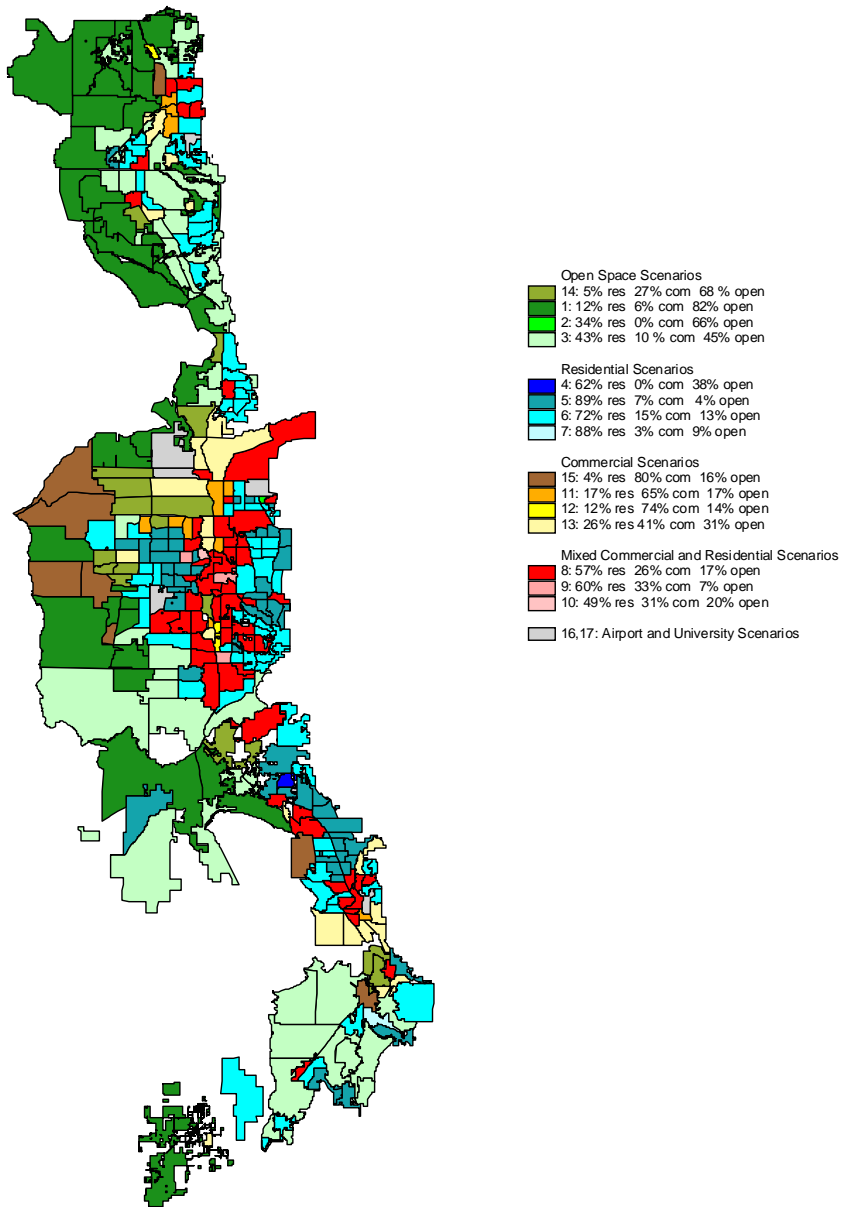 Open Space Scenarios
14: 5% res 27% com 68 % open
1: 12% res 6% com 82% open
2: 34% res 0% com 66% open
3: 43% res 10 % com 45% open
Residential Scenarios
4: 62% res 0% com 38% open
5: 89% res 7% com 4% open
6: 72% res 15% com 13% open
7: 88% res 3% com 9% open
Commercial Scenarios
15: 4% res 80% com 16% open
11: 17% res 65% com 17% open
12: 12% res 74% com 14% open
13: 26% res 41% com 31% open
Mixed Commercial and Residential Scenarios
8: 57% res 26% com 17% open
9: 60% res 33% com 7% open
10: 49% res 31% com 20% open
16,17: Airport and University Scenarios